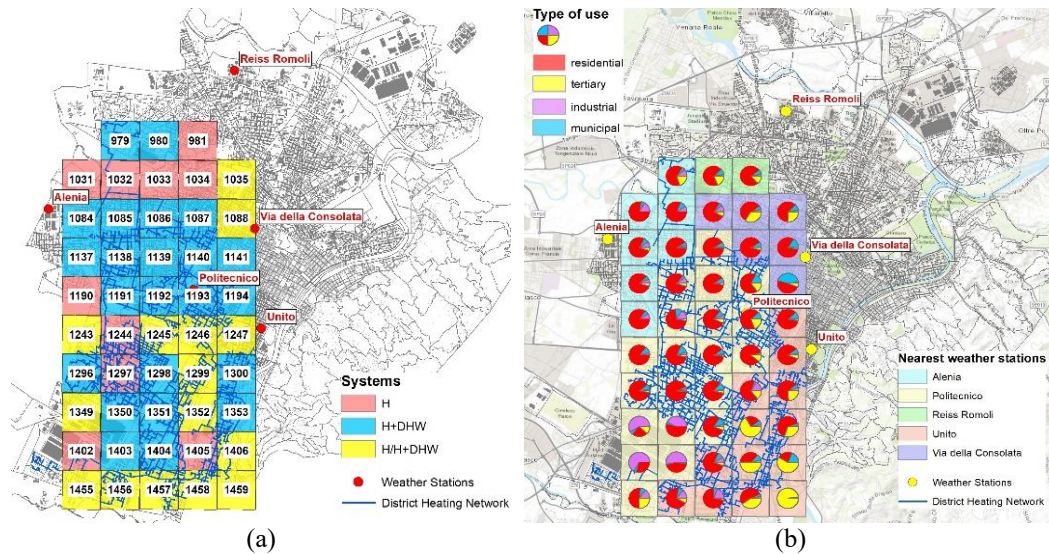 Reiss Romoli
979 980 981
1031 1032 1033 1034 1035
Alenia
1084 1085 1086 1087 1088
Via della Consolata
1137 1138 1139 1140 1141
Politecnico
1190 1191 1192 1193 1194
Unito
1243 1244 1245 1246 1247
1296 1297 1298 1299 1300
1349 1350 1351 1352 1353
1402 1403 1404 1405 1406
1455 1456 1457 1458 1459
Systems
H
H+DHW
H/H+DHW
Weather Stations
District Heating Network
(a)
Type of use
residential
tertiary
industrial
municipal
Venaria Reale
Reiss Romoli
Alenia
Via della Consolata
Politecnico
Unito
Nearest weather stations
Alenia
Politecnico
Reiss Romoli
Unito
Via della Consolata
Weather Stations
District Heating Network
(b)